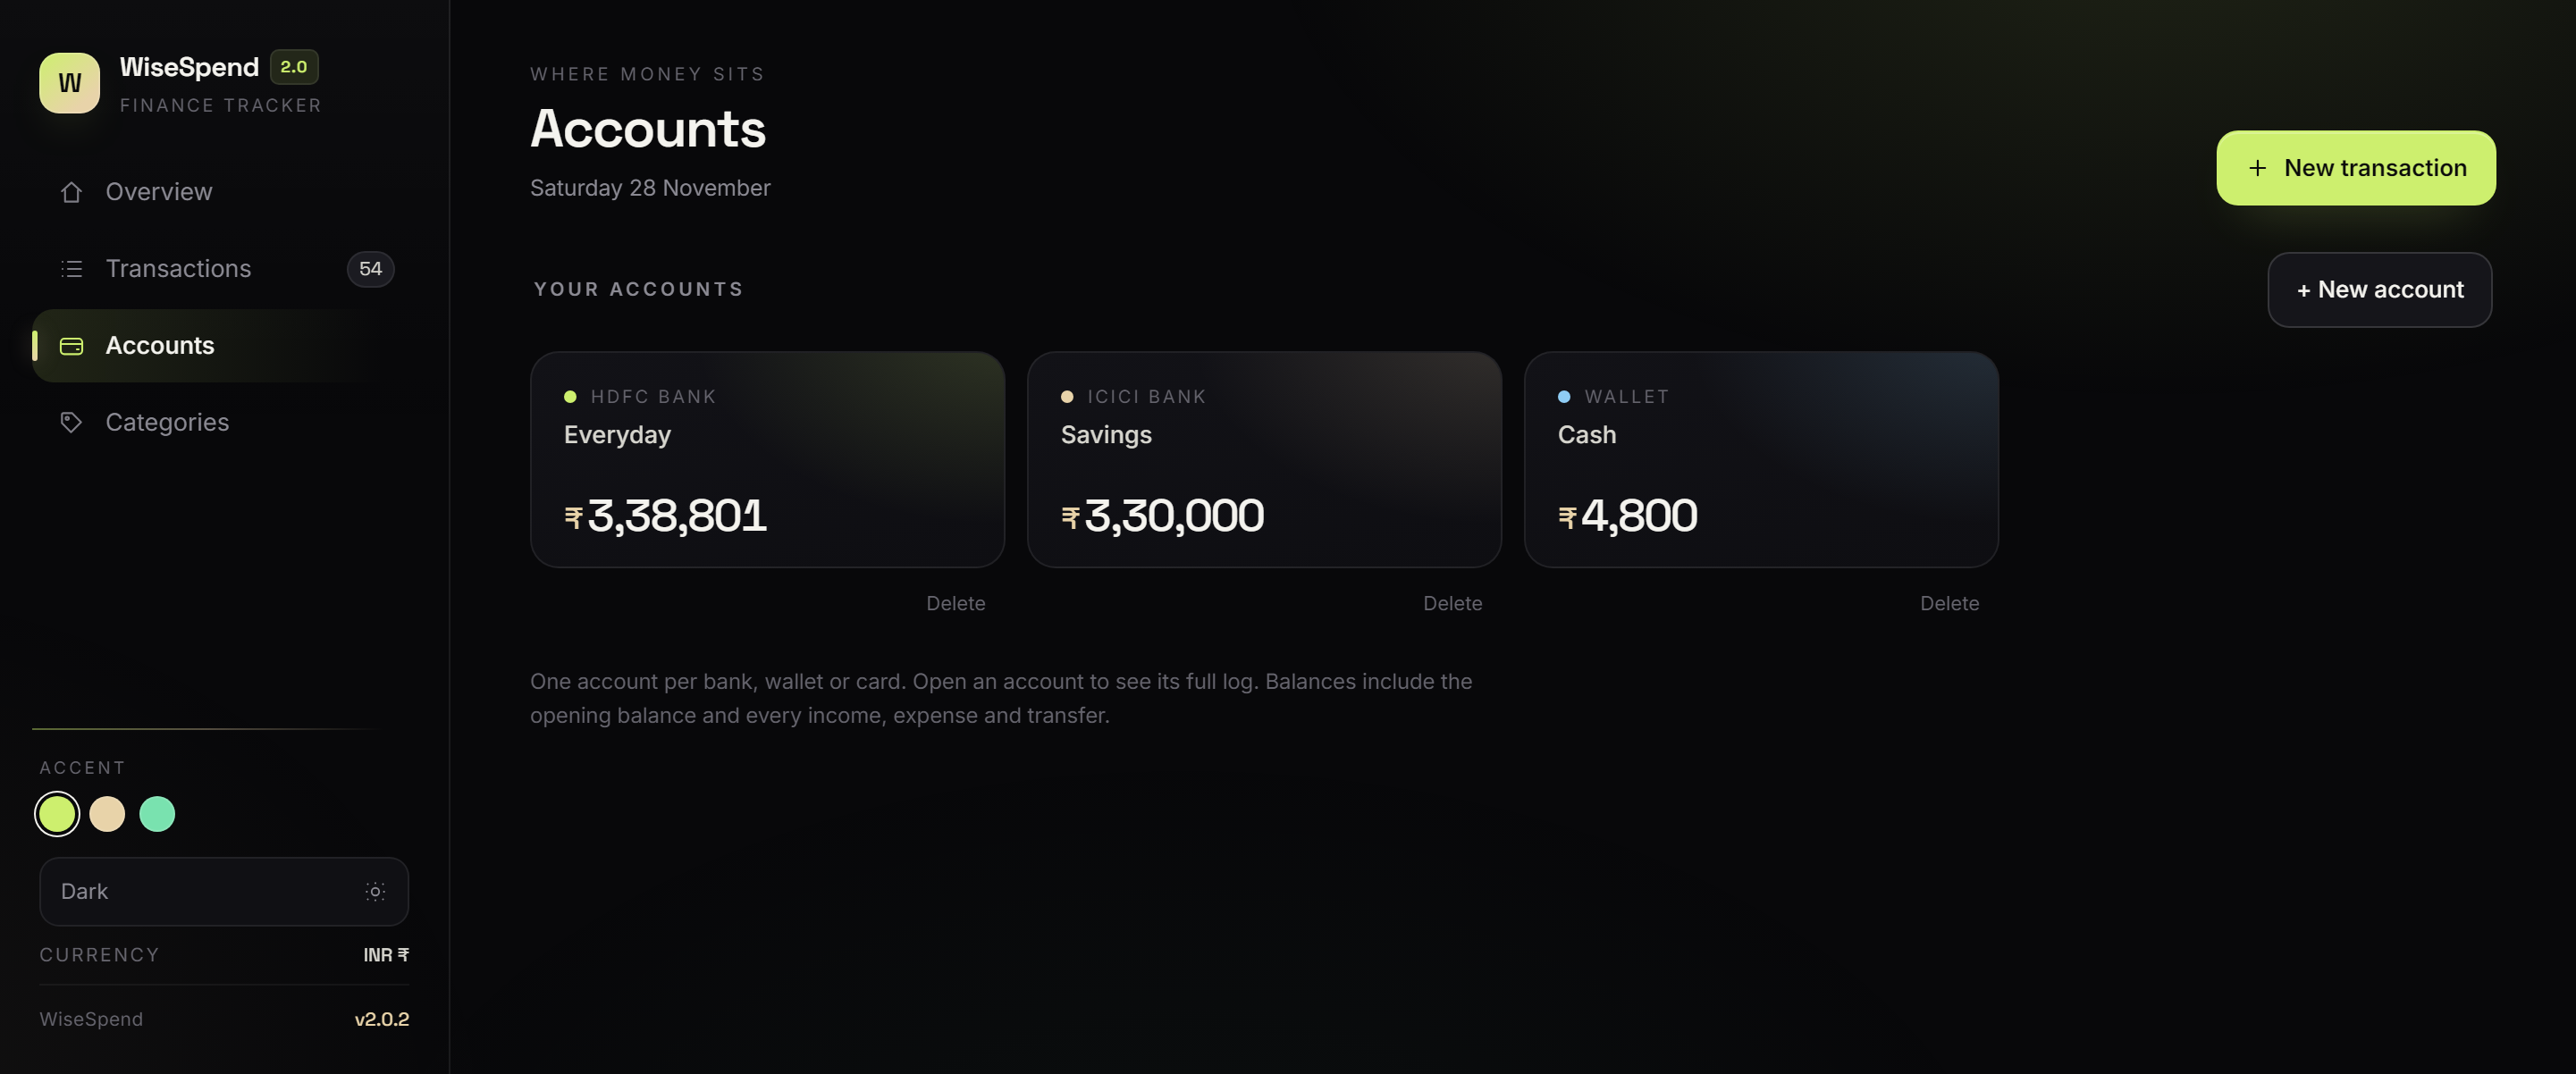 W
WiseSpend 2.0
FINANCE TRACKER
Overview
Transactions 54
Accounts
Categories
ACCENT
Dark
CURRENCY INR ₹
WiseSpend v2.0.2
WHERE MONEY SITS
Accounts
Saturday 28 November
+ New transaction
YOUR ACCOUNTS
+ New account
HDFC BANK
Everyday
₹3,38,801
Delete
ICICI BANK
Savings
₹3,30,000
Delete
WALLET
Cash
₹4,800
Delete
One account per bank, wallet or card. Open an account to see its full log. Balances include the
opening balance and every income, expense and transfer.